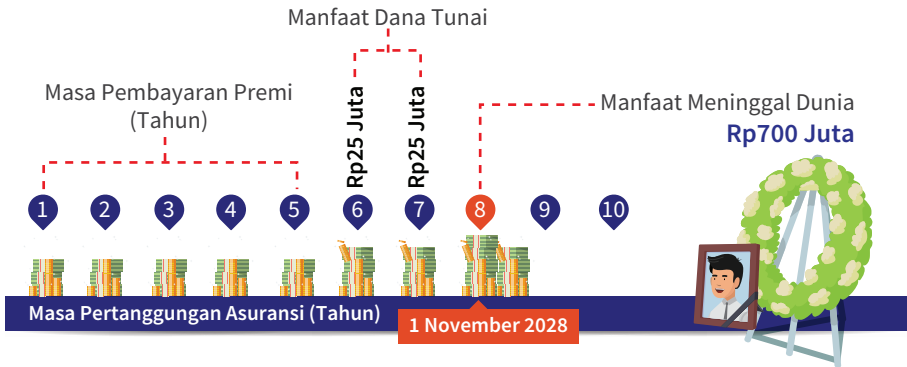 Manfaat Dana Tunai
Masa Pembayaran Premi
(Tahun)
Rp25 Juta
Rp25 Juta
Manfaat Meninggal Dunia
Rp700 Juta
1 2 3 4 5 6 7 8 9 10
Masa Pertanggungan Asuransi (Tahun)
1 November 2028